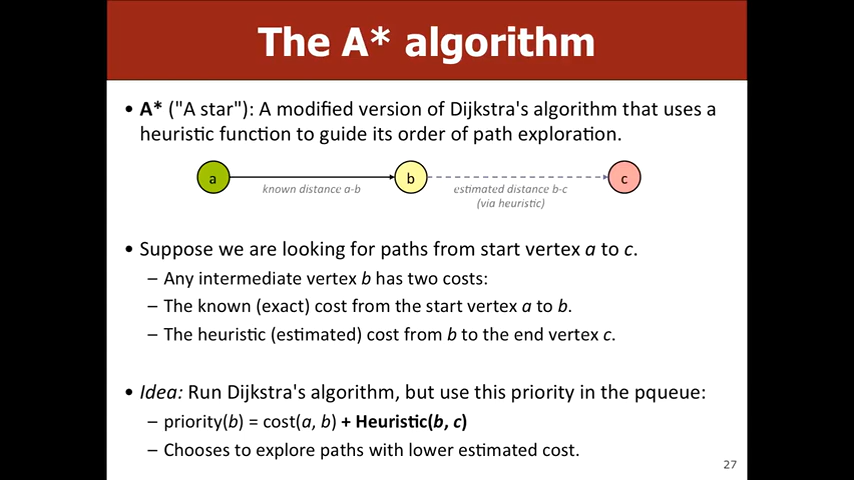 The A* algorithm
• A* ("A star"): A modified version of Dijkstra's algorithm that uses a
heuristic function to guide its order of path exploration.
a
b
c
known distance a-b
estimated distance b-c
(via heuristic)
• Suppose we are looking for paths from start vertex a to c.
– Any intermediate vertex b has two costs:
– The known (exact) cost from the start vertex a to b.
– The heuristic (estimated) cost from b to the end vertex c.
• Idea: Run Dijkstra's algorithm, but use this priority in the pqueue:
– priority(b) = cost(a, b) + Heuristic(b, c)
– Chooses to explore paths with lower estimated cost.
27